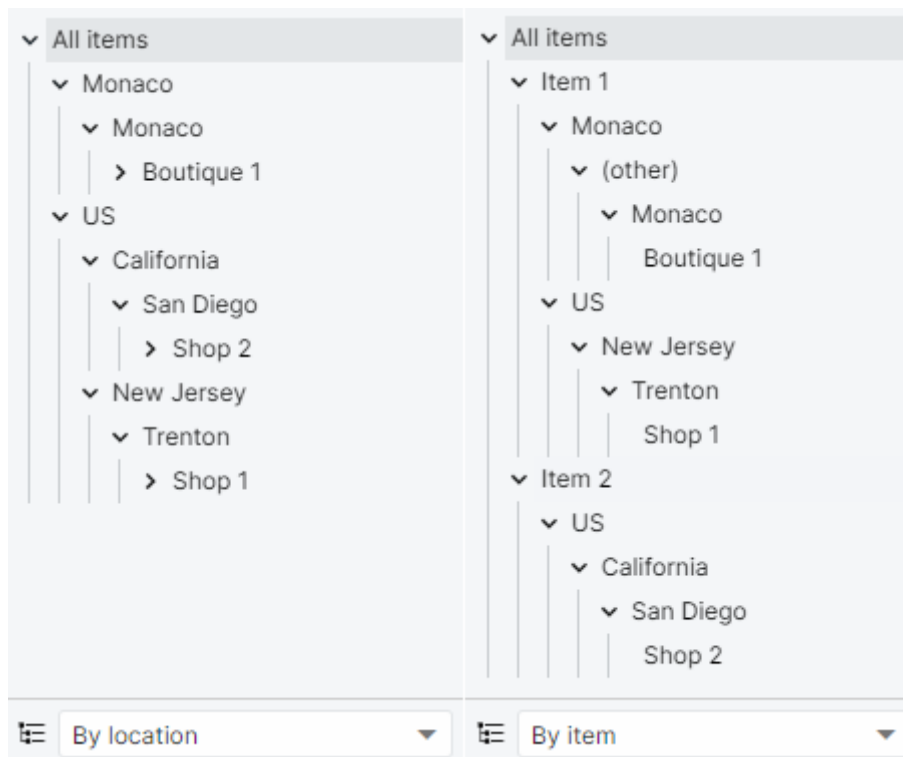 All items
Monaco
Monaco
Boutique 1
US
California
San Diego
Shop 2
New Jersey
Trenton
Shop 1
By location
All items
Item 1
Monaco
(other)
Monaco
Boutique 1
US
New Jersey
Trenton
Shop 1
Item 2
US
California
San Diego
Shop 2
By item